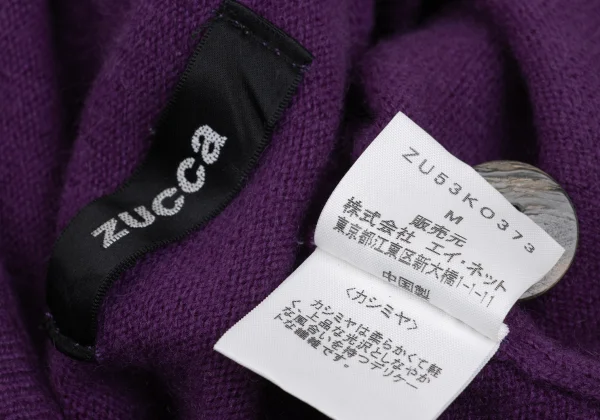 zucca
ZU53KO373
M
販売元
株式会社 エイ・ネット
東京都江東区新大橋1-1-11
中国製
〈カシミヤ〉
カシミヤは柔らかくて軽
く、上品な光沢としなやか
な風合いを持つデリケー
トな繊維です。